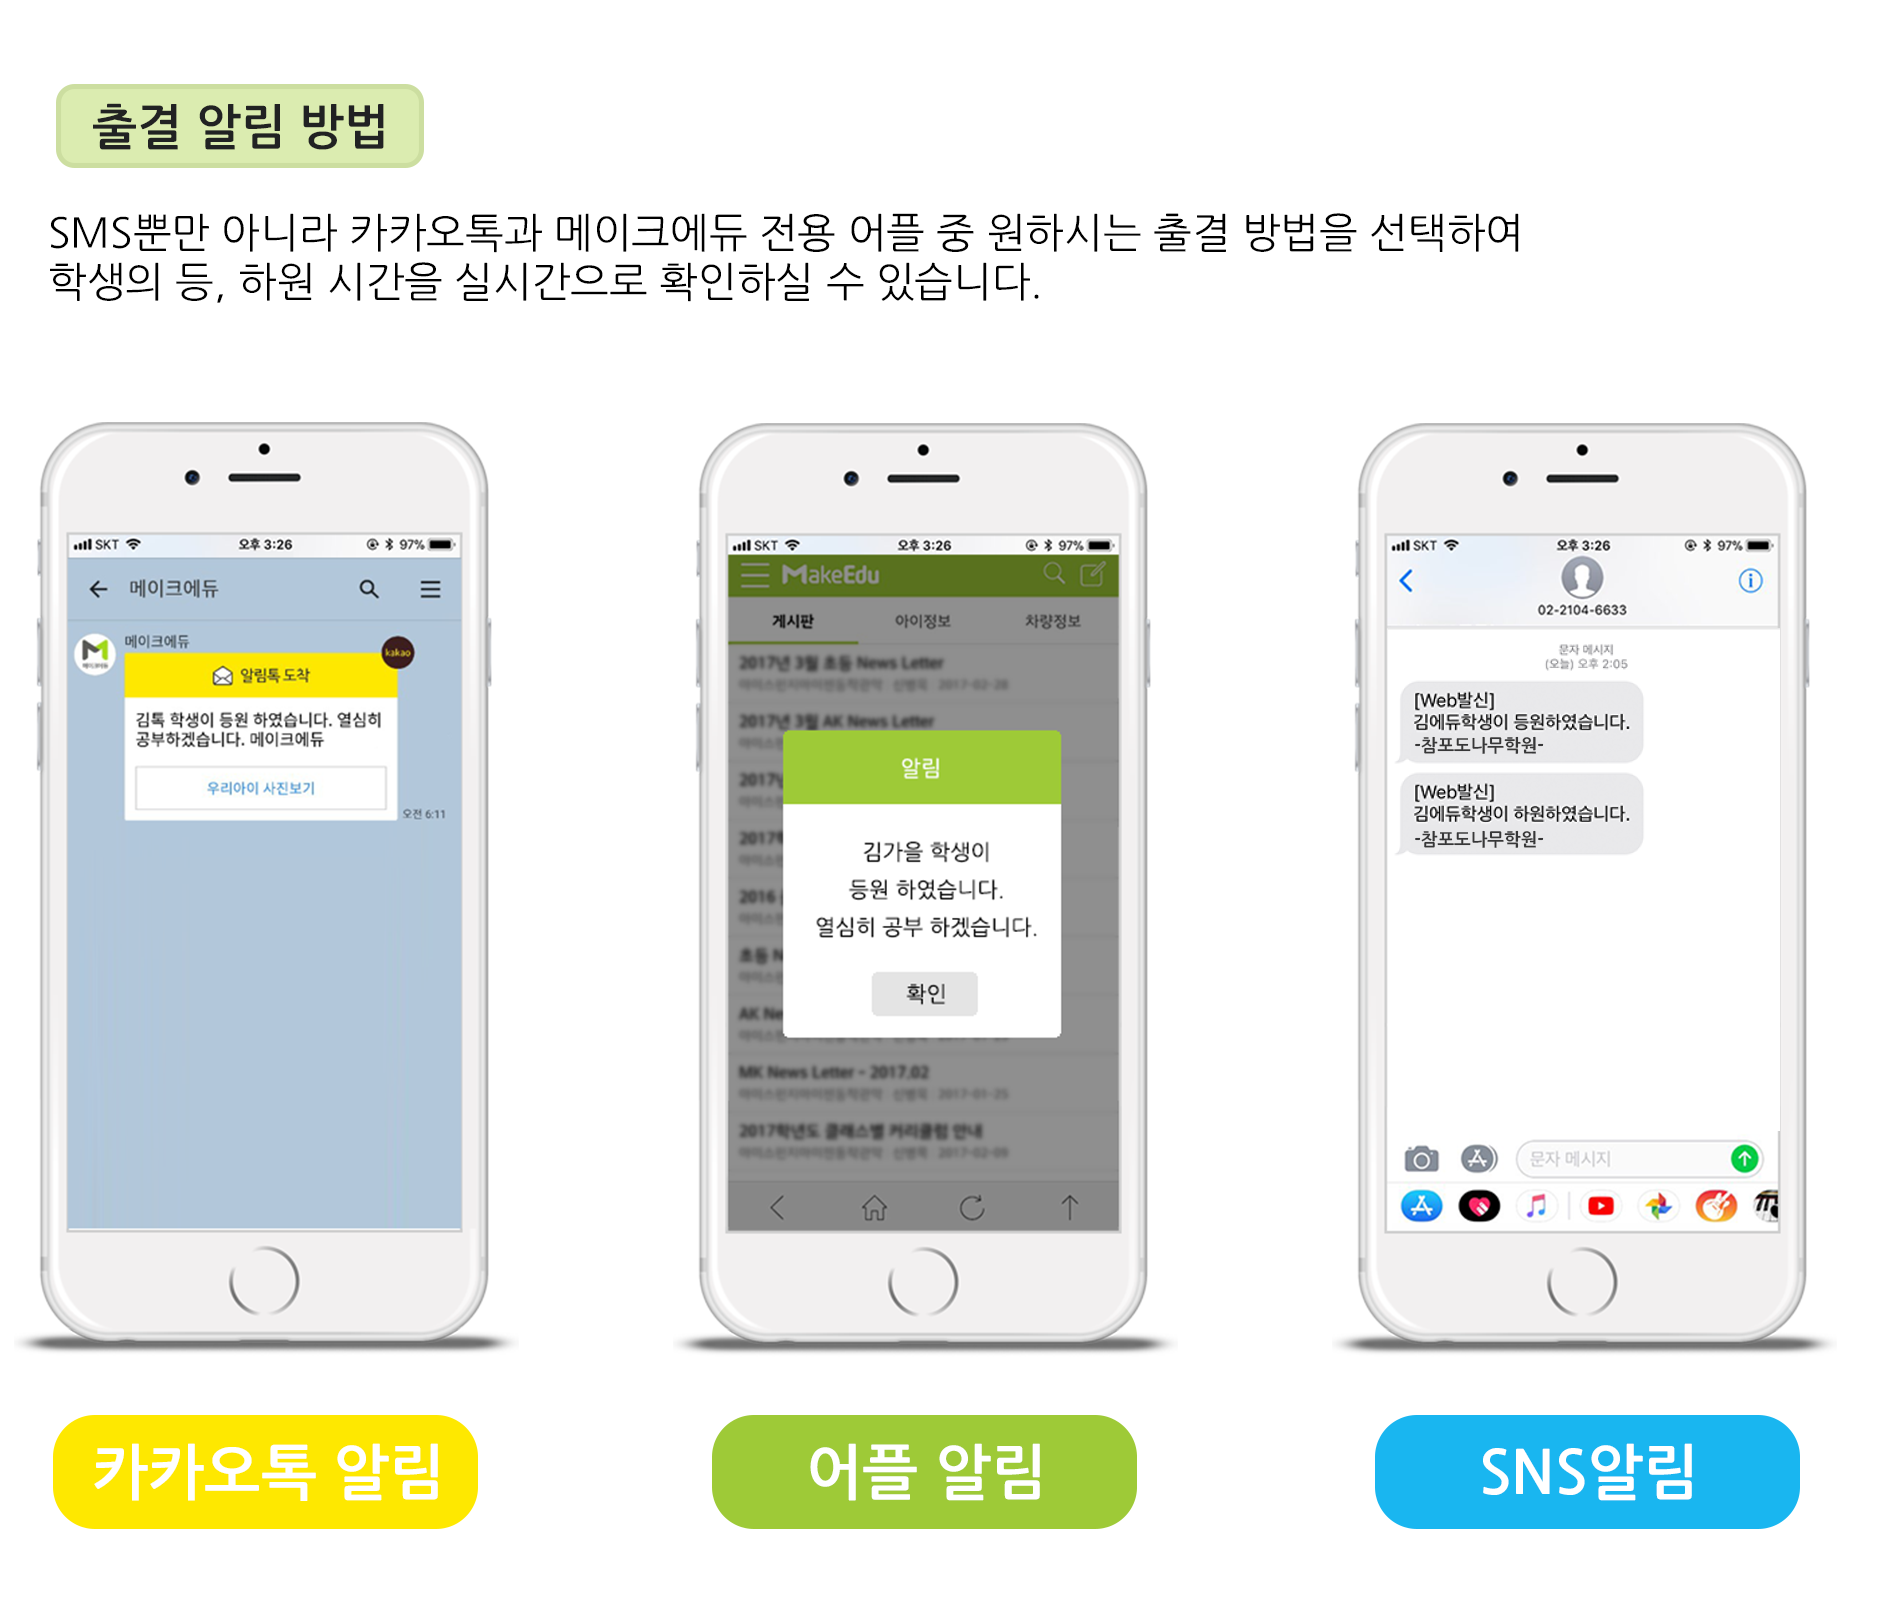 출결 알림 방법
SMS뿐만 아니라 카카오톡과 메이크에듀 전용 어플 중 원하시는 출결 방법을 선택하여
학생의 등, 하원 시간을 실시간으로 확인하실 수 있습니다.
SKT 오후 3:26 97%
메이크에듀
메이크에듀
kakao
알림톡 도착
김톡 학생이 등원 하였습니다. 열심히
공부하겠습니다. 메이크에듀
우리아이 사진보기
오전 6:11
카카오톡 알림
SKT 오후 3:26 97%
MakeEdu
게시판 아이정보 차량정보
2017년 3월 초등 News Letter
2017-02-28
2017년 3월 AK News Letter
2017
2017
2016
초등 N
AK Ne
MK News Letter - 2017.02
2017-01-25
2017학년도 클래스별 커리큘럼 안내
2017-02-09
알림
김가을 학생이
등원 하였습니다.
열심히 공부 하겠습니다.
확인
어플 알림
SKT 오후 3:26 97%
02-2104-6633
문자 메시지
(오늘) 오후 2:05
[Web발신]
김에듀학생이 등원하였습니다.
-참포도나무학원-
[Web발신]
김에듀학생이 하원하였습니다.
-참포도나무학원-
문자 메시지
SNS알림